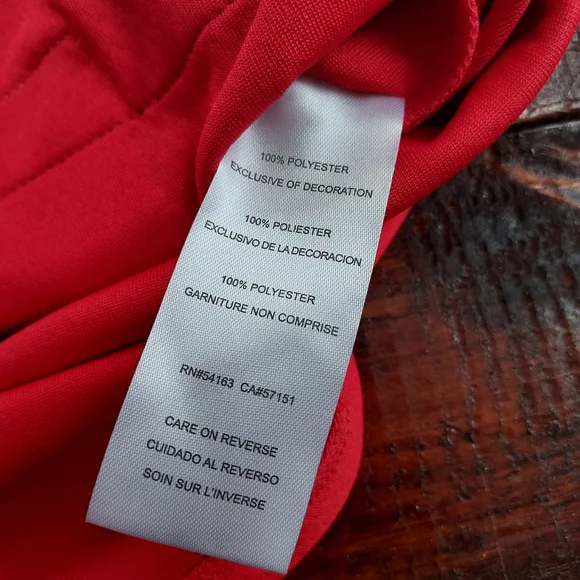 100% POLYESTER
EXCLUSIVE OF DECORATION
100% POLIESTER
EXCLUSIVO DE LA DECORACION
100% POLYESTER
GARNITURE NON COMPRISE
RN#54163 CA#57151
CARE ON REVERSE
CUIDADO AL REVERSO
SOIN SUR L'INVERSE